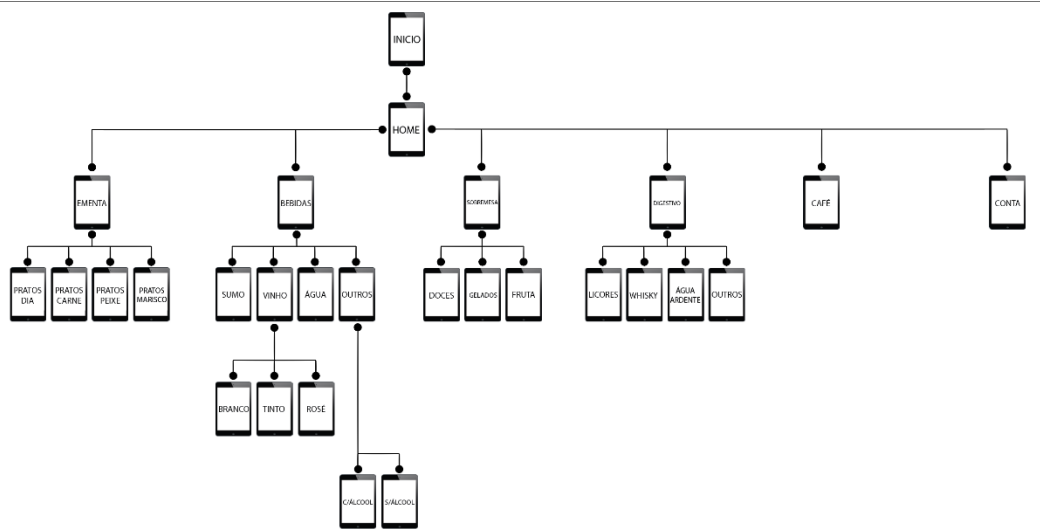 INICIO
HOME
EMENTA
BEBIDAS
SOBREMESA
DIGESTIVO
CAFÉ
CONTA
PRATOS
DIA
PRATOS
CARNE
PRATOS
PEIXE
PRATOS
MARISCO
SUMO
VINHO
ÁGUA
OUTROS
DOCES
GELADOS
FRUTA
LICORES
WHISKY
ÁGUA
ARDENTE
OUTROS
BRANCO
TINTO
ROSÉ
C/ÁLCOOL
S/ÁLCOOL